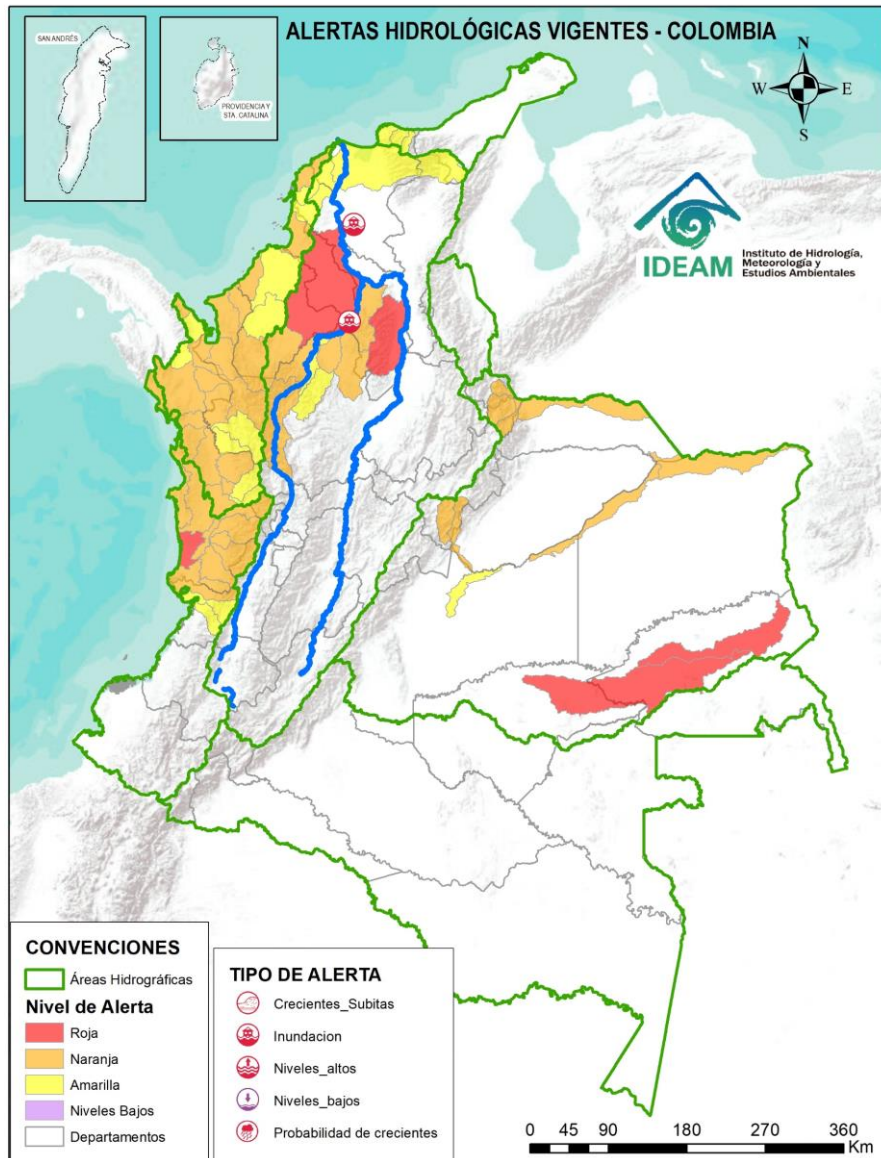 SAN ANDRÉS
PROVIDENCIA Y
STA. CATALINA
ALERTAS HIDROLÓGICAS VIGENTES - COLOMBIA
N
W
E
S
IDEAM
Instituto de Hidrología,
Meteorología y
Estudios Ambientales
CONVENCIONES
Áreas Hidrográficas
Nivel de Alerta
Roja
Naranja
Amarilla
Niveles Bajos
Departamentos
TIPO DE ALERTA
Crecientes_Subitas
Inundacion
Niveles_altos
Niveles_bajos
Probabilidad de crecientes
0 45 90 180 270 360
Km